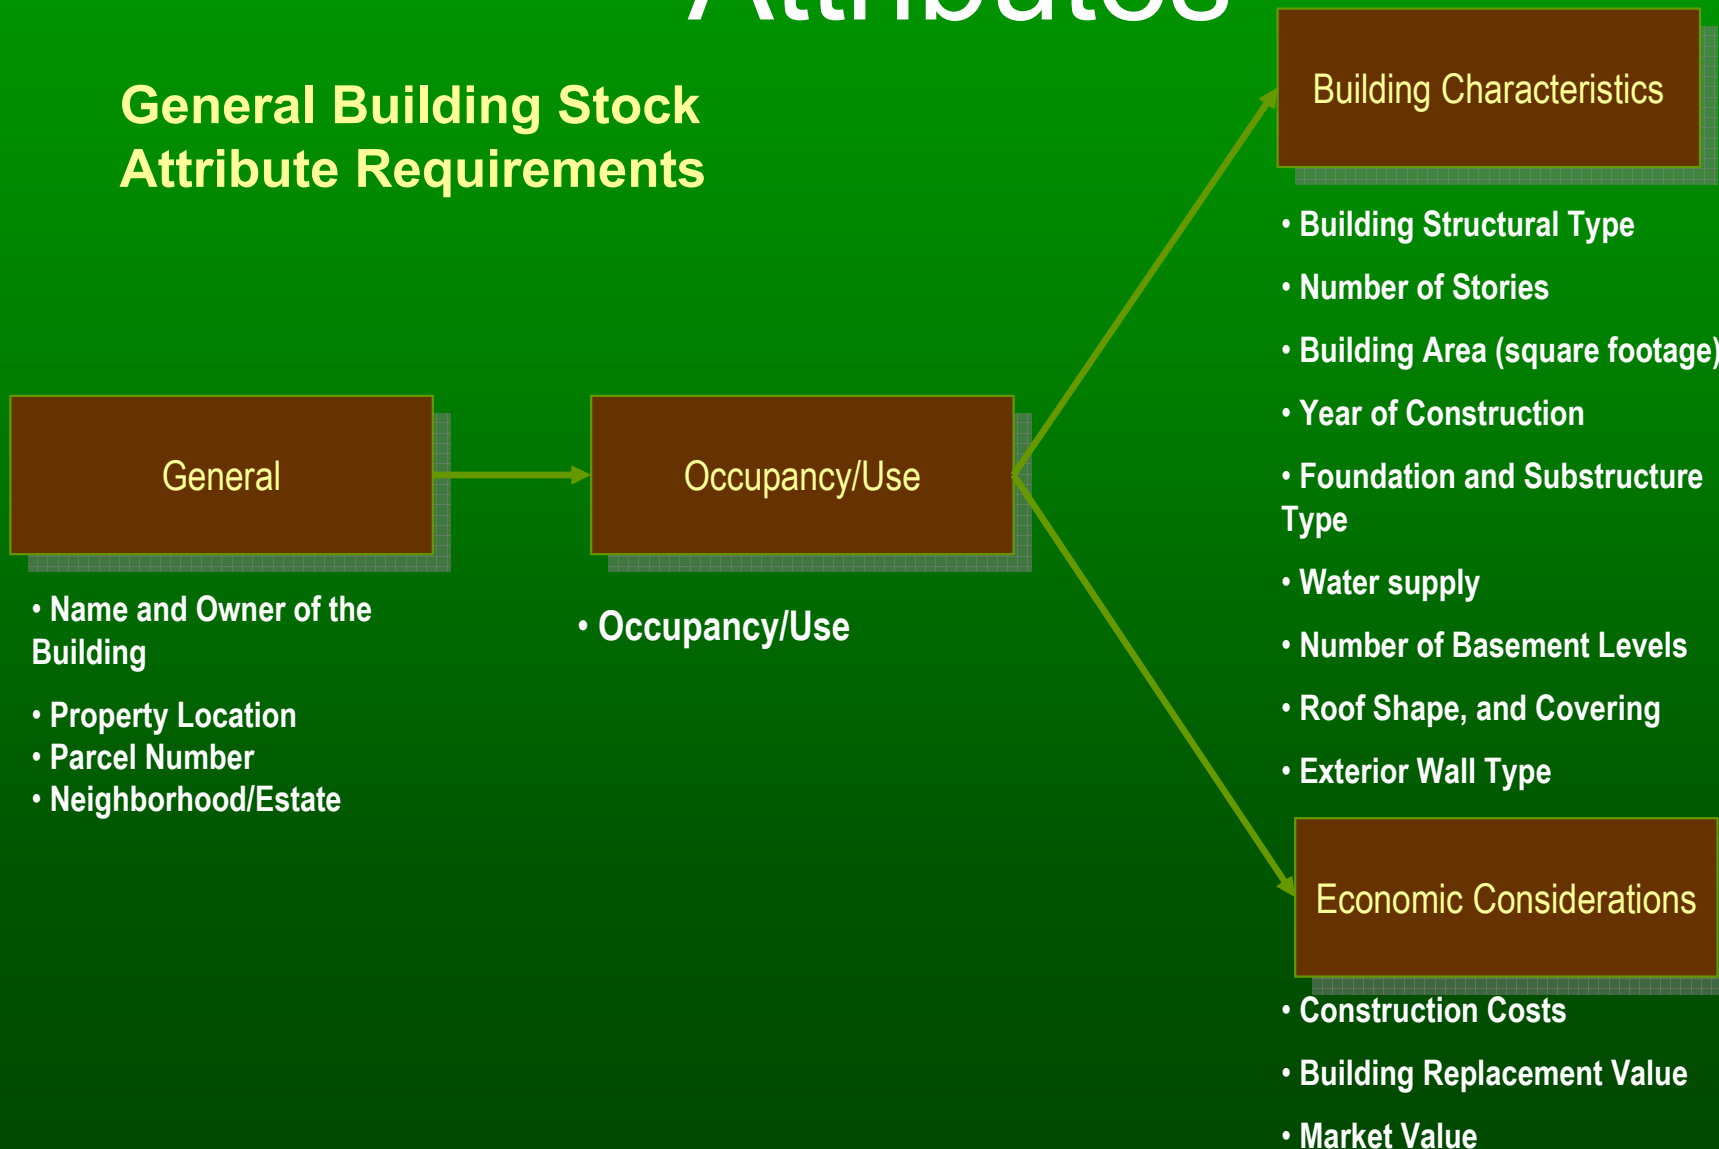 Attributes
General Building Stock
Attribute Requirements
General
• Name and Owner of the
Building
• Property Location
• Parcel Number
• Neighborhood/Estate
Occupancy/Use
• Occupancy/Use
Building Characteristics
• Building Structural Type
• Number of Stories
• Building Area (square footage)
• Year of Construction
• Foundation and Substructure
Type
• Water supply
• Number of Basement Levels
• Roof Shape, and Covering
• Exterior Wall Type
Economic Considerations
• Construction Costs
• Building Replacement Value
• Market Value